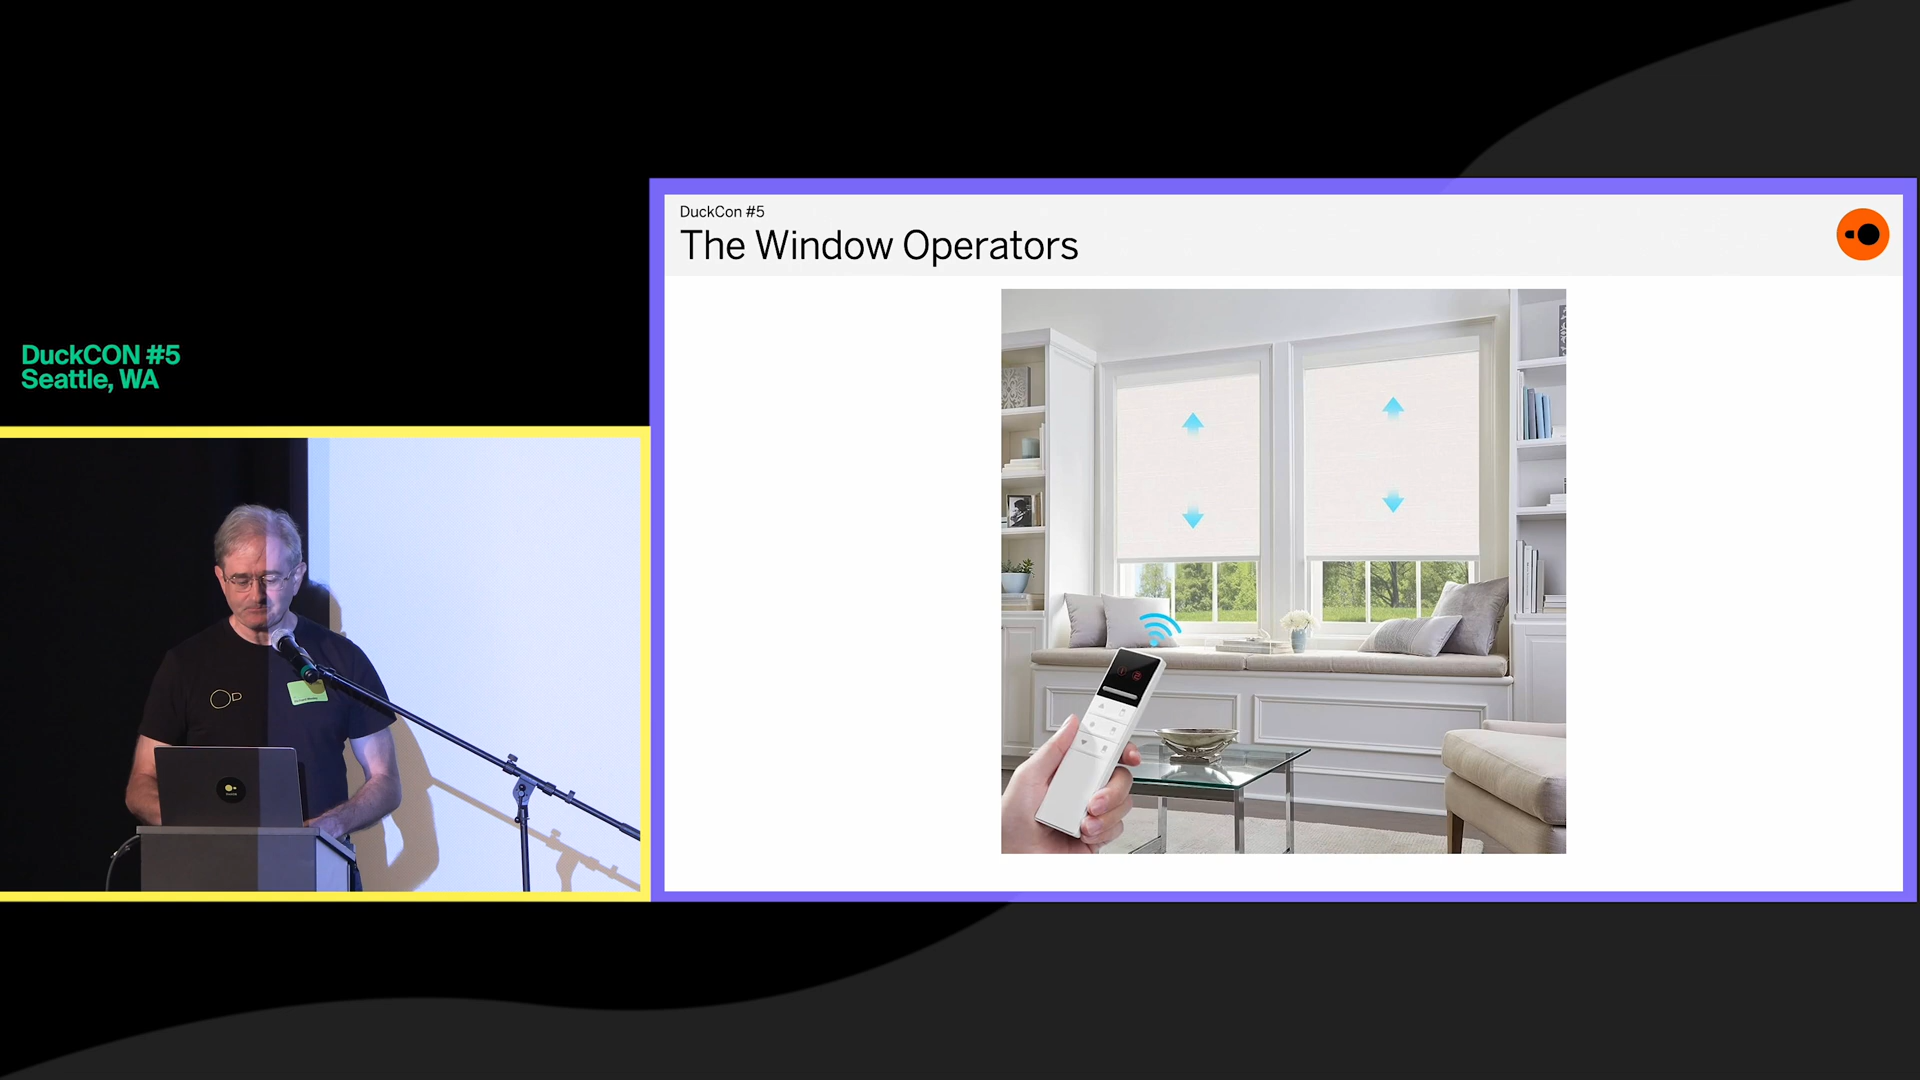 DuckCON #5
Seattle, WA
DuckCon #5
The Window Operators